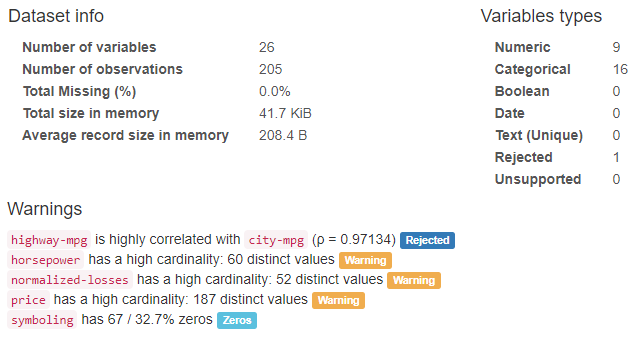 Dataset info
Number of variables 26
Number of observations 205
Total Missing (%) 0.0%
Total size in memory 41.7 KiB
Average record size in memory 208.4 B
Variables types
Numeric 9
Categorical 16
Boolean 0
Date 0
Text (Unique) 0
Rejected 1
Unsupported 0
Warnings
highway-mpg is highly correlated with city-mpg (ρ = 0.97134) Rejected
horsepower has a high cardinality: 60 distinct values Warning
normalized-losses has a high cardinality: 52 distinct values Warning
price has a high cardinality: 187 distinct values Warning
symboling has 67 / 32.7% zeros Zeros